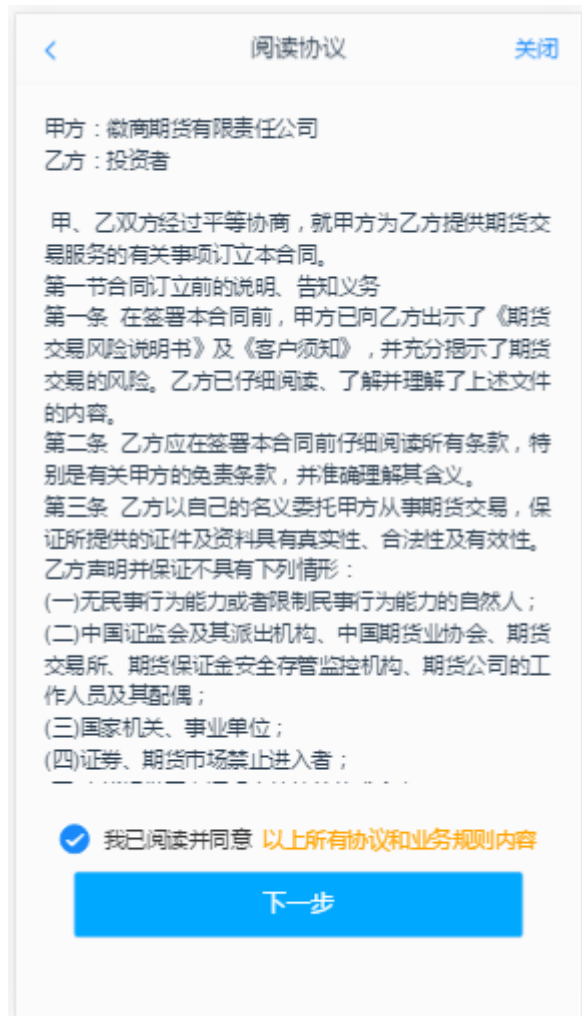 阅读协议
关闭
甲方：徽商期货有限责任公司
乙方：投资者
甲、乙双方经过平等协商，就甲方为乙方提供期货交
易服务的有关事项订立本合同。
第一节合同订立前的说明、告知义务
第一条 在签署本合同前，甲方已向乙方出示了《期货
交易风险说明书》及《客户须知》，并充分揭示了期货
交易的风险。乙方已仔细阅读、了解并理解了上述文件
的内容。
第二条 乙方应在签署本合同前仔细阅读所有条款，特
别是有关甲方的免责条款，并准确理解其含义。
第三条 乙方以自己的名义委托甲方从事期货交易，保
证所提供的证件及资料具有真实性、合法性及有效性。
乙方声明并保证不具有下列情形：
(一)无民事行为能力或者限制民事行为能力的自然人；
(二)中国证监会及其派出机构、中国期货业协会、期货
交易所、期货保证金安全存管监控机构、期货公司的工
作人员及其配偶；
(三)国家机关、事业单位；
(四)证券、期货市场禁止进入者；
我已阅读并同意 以上所有协议和业务规则内容
下一步